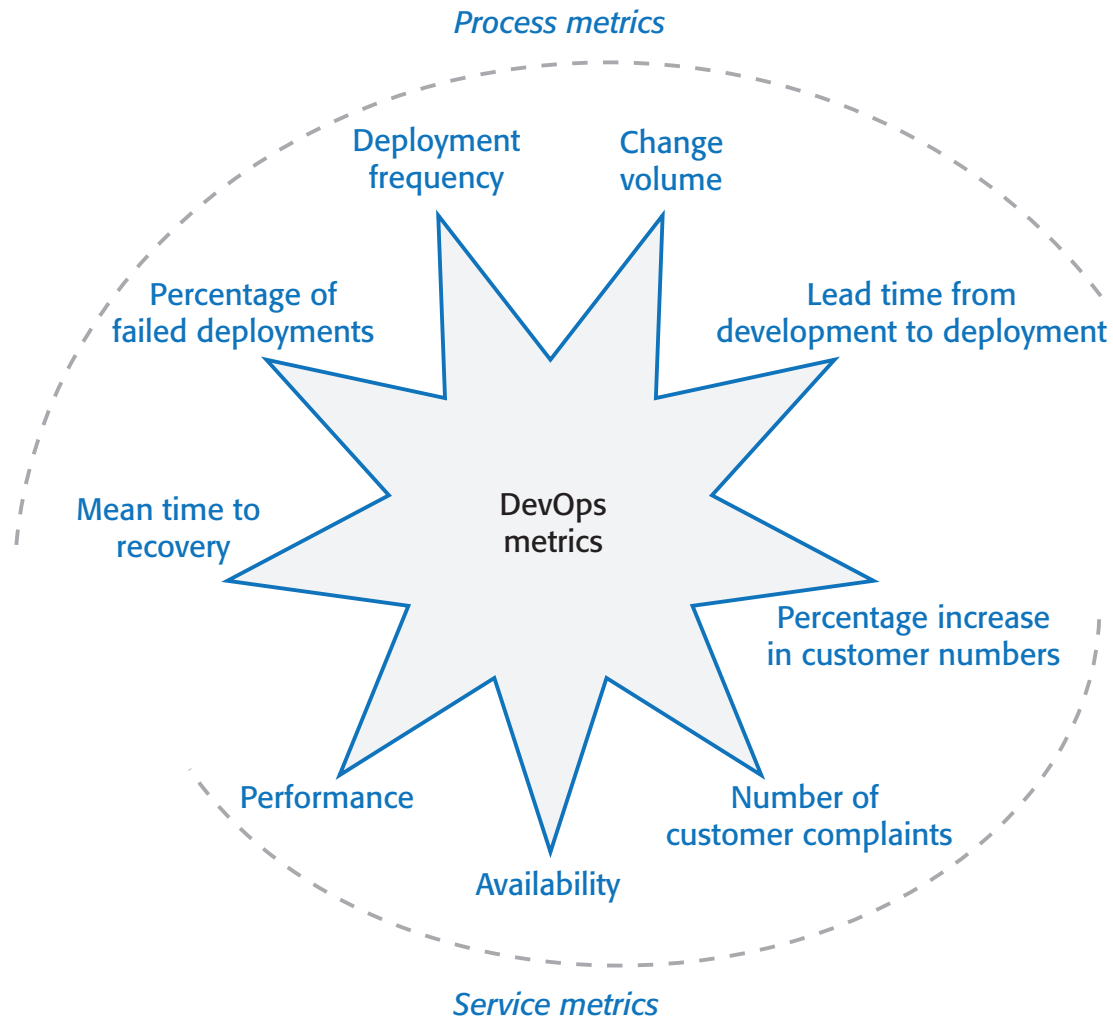 Process metrics
Deployment
frequency
Change
volume
Percentage of
failed deployments
Lead time from
development to deployment
Mean time to
recovery
DevOps
metrics
Percentage increase
in customer numbers
Performance
Number of
customer complaints
Availability
Service metrics